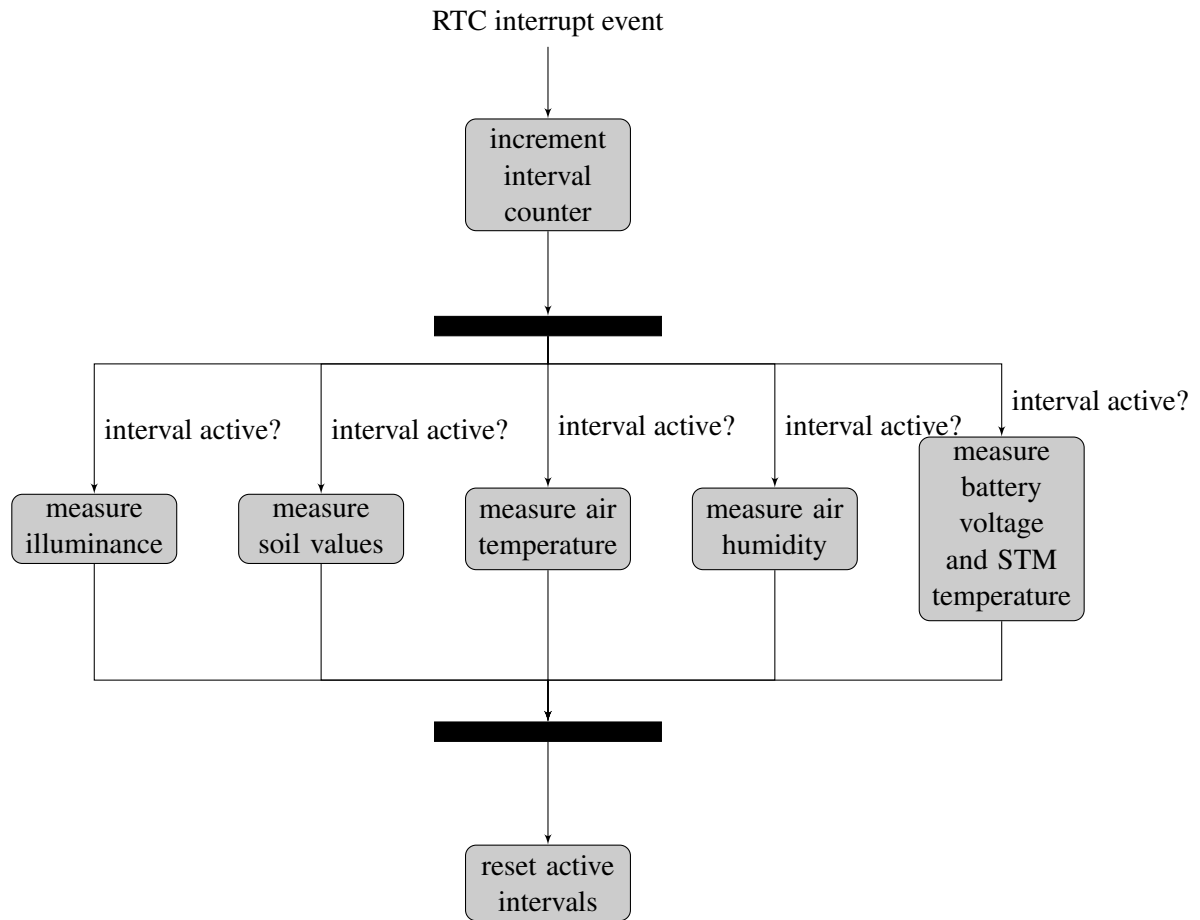 RTC interrupt event
increment
interval
counter
interval active?
interval active?
interval active?
interval active?
interval active?
measure
illuminance
measure
soil values
measure air
temperature
measure air
humidity
measure
battery
voltage
and STM
temperature
reset active
intervals